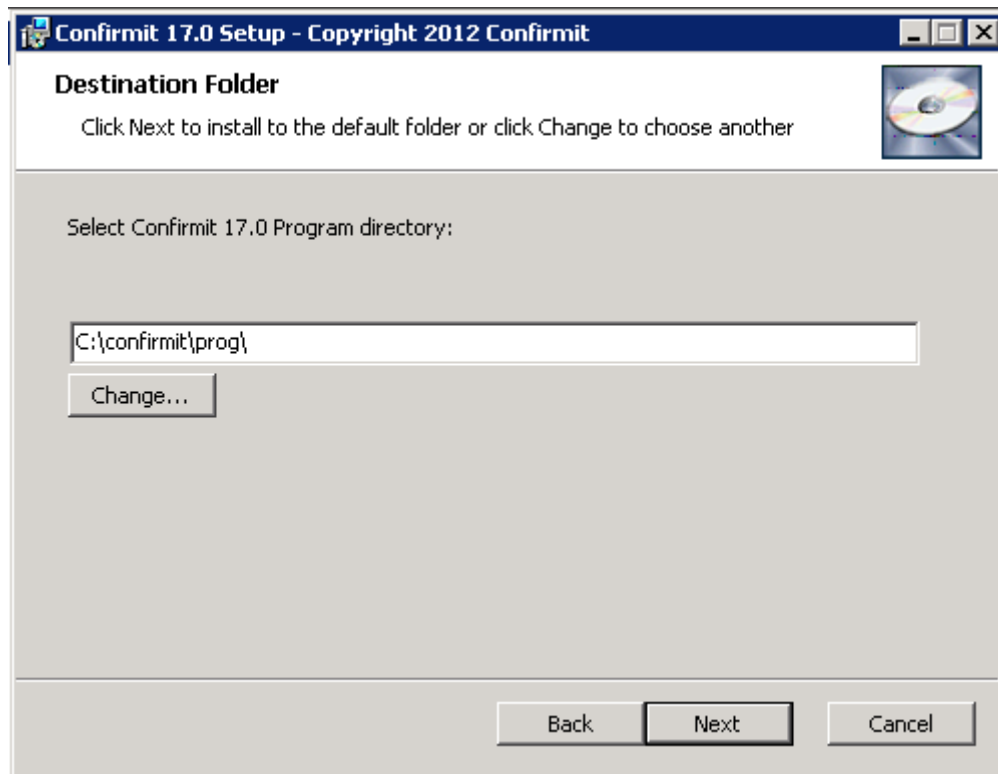 Confirmit 17.0 Setup - Copyright 2012 Confirmit
Destination Folder
Click Next to install to the default folder or click Change to choose another
Select Confirmit 17.0 Program directory:
C:\confirmit\prog\
Change...
Back Next Cancel